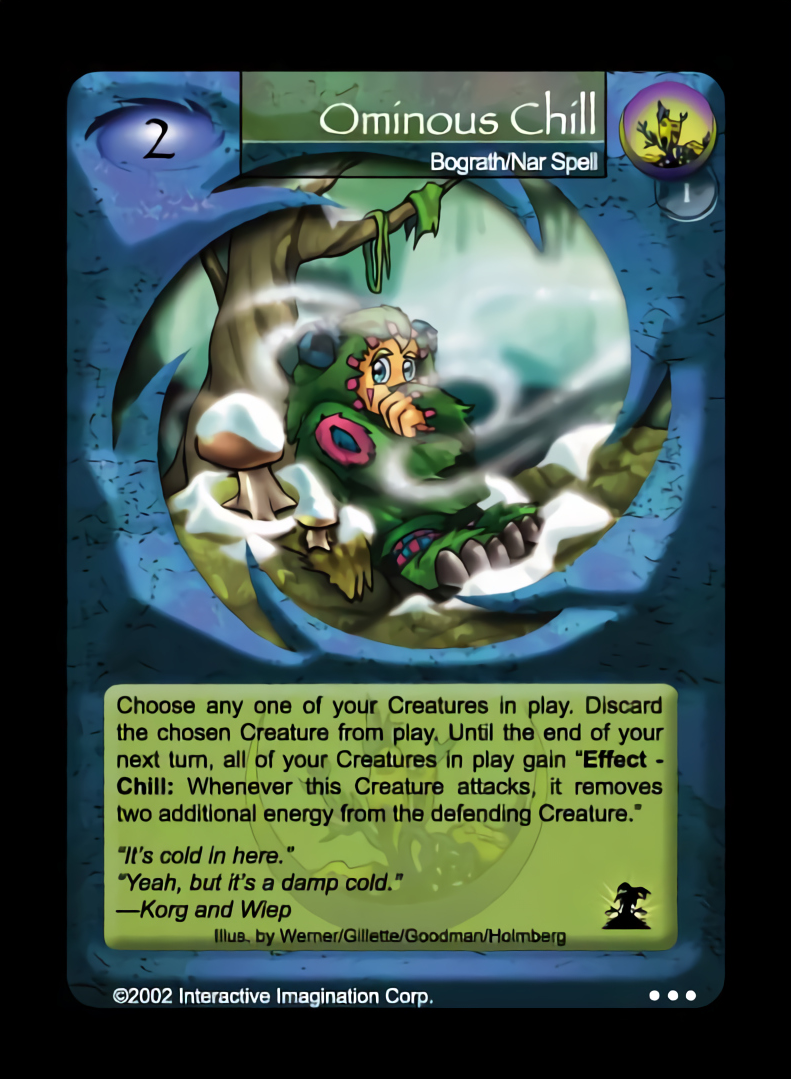 2
Ominous Chill
Bograth/Nar Spell
1
Choose any one of your Creatures in play. Discard
the chosen Creature from play. Until the end of your
next turn, all of your Creatures in play gain "Effect -
Chill: Whenever this Creature attacks, it removes
two additional energy from the defending Creature."
"It's cold in here."
"Yeah, but it's a damp cold."
—Korg and Wiep
Illus. by Werner/Gillette/Goodman/Holmberg
©2002 Interactive Imagination Corp.